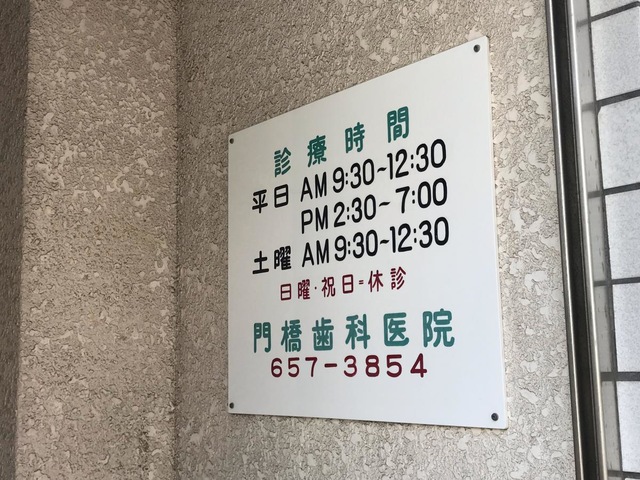 診療時間
平日 AM 9:30~12:30
PM 2:30~7:00
土曜 AM 9:30~12:30
日曜・祝日=休診
門橋歯科医院
657-3854